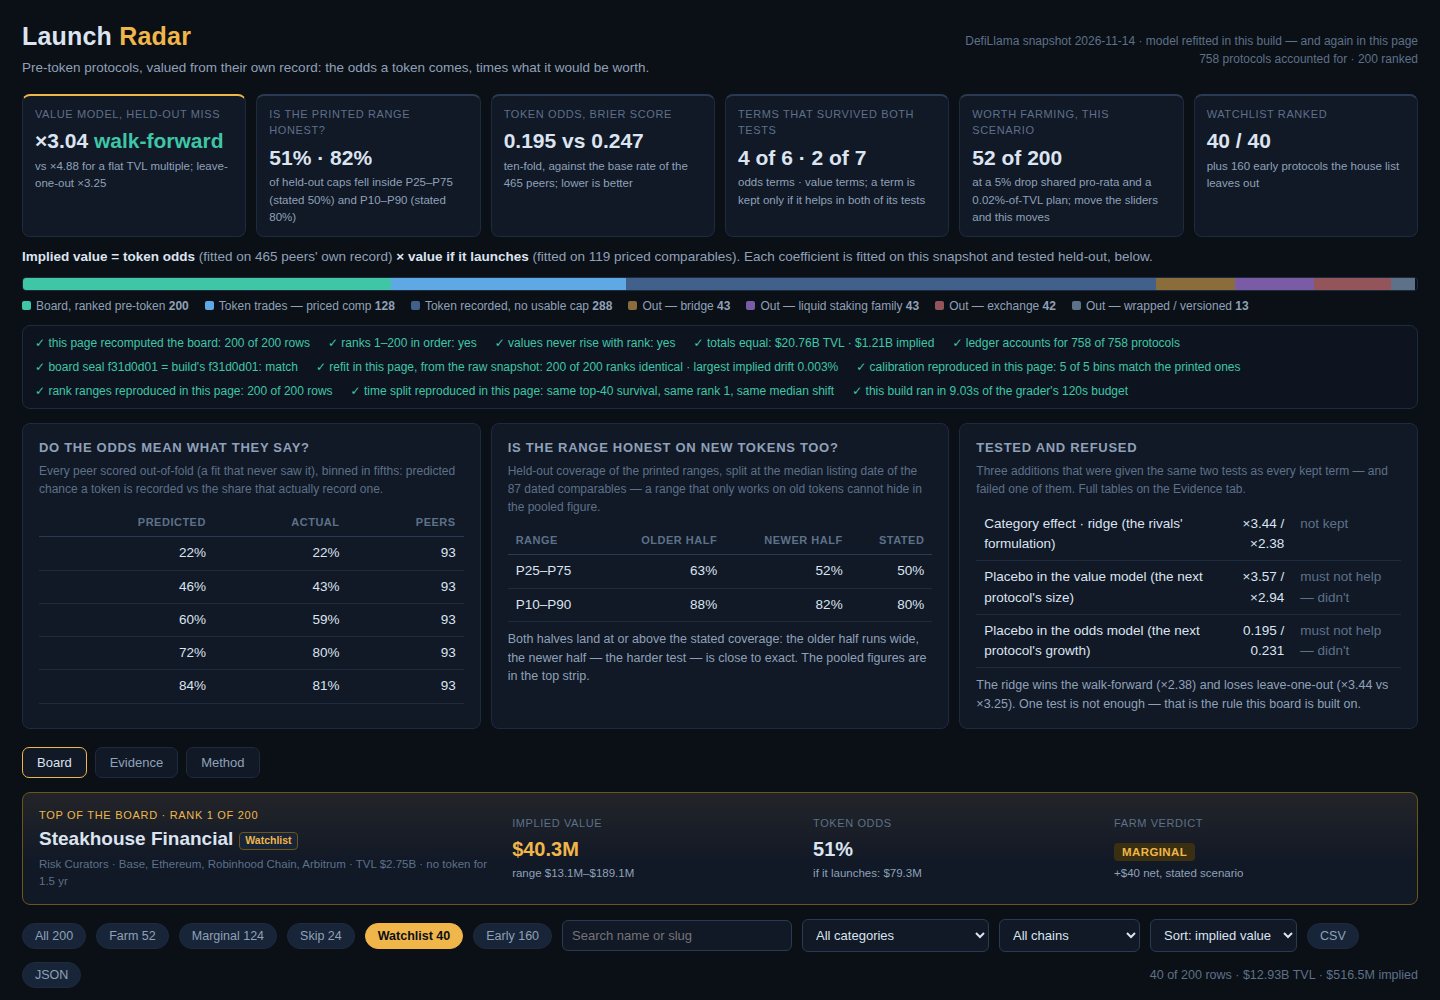 Launch Radar
DefiLlama snapshot 2026-11-14 · model refitted in this build — and again in this page
Pre-token protocols, valued from their own record: the odds a token comes, times what it would be worth.
758 protocols accounted for · 200 ranked
VALUE MODEL, HELD-OUT MISS
×3.04 walk-forward
vs ×4.88 for a flat TVL multiple; leave-
one-out ×3.25
IS THE PRINTED RANGE
HONEST?
51% · 82%
of held-out caps fell inside P25–P75
(stated 50%) and P10–P90 (stated
80%)
TOKEN ODDS, BRIER SCORE
0.195 vs 0.247
ten-fold, against the base rate of the
465 peers; lower is better
TERMS THAT SURVIVED BOTH
TESTS
4 of 6 · 2 of 7
odds terms · value terms; a term is
kept only if it helps in both of its tests
WORTH FARMING, THIS
SCENARIO
52 of 200
at a 5% drop shared pro-rata and a
0.02%-of-TVL plan; move the sliders
and this moves
WATCHLIST RANKED
40 / 40
plus 160 early protocols the house list
leaves out
Implied value = token odds (fitted on 465 peers' own record) × value if it launches (fitted on 119 priced comparables). Each coefficient is fitted on this snapshot and tested held-out, below.
Board, ranked pre-token 200 Token trades — priced comp 128 Token recorded, no usable cap 288 Out — bridge 43 Out — liquid staking family 43 Out — exchange 42 Out — wrapped / versioned 13
✓ this page recomputed the board: 200 of 200 rows ✓ ranks 1–200 in order: yes ✓ values never rise with rank: yes ✓ totals equal: $20.76B TVL · $1.21B implied ✓ ledger accounts for 758 of 758 protocols
✓ board seal f31d0d01 = build's f31d0d01: match ✓ refit in this page, from the raw snapshot: 200 of 200 ranks identical · largest implied drift 0.003% ✓ calibration reproduced in this page: 5 of 5 bins match the printed ones
✓ rank ranges reproduced in this page: 200 of 200 rows ✓ time split reproduced in this page: same top-40 survival, same rank 1, same median shift ✓ this build ran in 9.03s of the grader's 120s budget
DO THE ODDS MEAN WHAT THEY SAY?
Every peer scored out-of-fold (a fit that never saw it), binned in fifths: predicted
chance a token is recorded vs the share that actually record one.
PREDICTED ACTUAL PEERS
22% 22% 93
46% 43% 93
60% 59% 93
72% 80% 93
84% 81% 93
IS THE RANGE HONEST ON NEW TOKENS TOO?
Held-out coverage of the printed ranges, split at the median listing date of the
87 dated comparables — a range that only works on old tokens cannot hide in
the pooled figure.
RANGE OLDER HALF NEWER HALF STATED
P25–P75 63% 52% 50%
P10–P90 88% 82% 80%
Both halves land at or above the stated coverage: the older half runs wide,
the newer half — the harder test — is close to exact. The pooled figures are
in the top strip.
TESTED AND REFUSED
Three additions that were given the same two tests as every kept term — and
failed one of them. Full tables on the Evidence tab.
Category effect · ridge (the rivals' ×3.44 / not kept
formulation) ×2.38
Placebo in the value model (the next ×3.57 / must not help
protocol's size) ×2.94 — didn't
Placebo in the odds model (the next 0.195 / must not help
protocol's growth) 0.231 — didn't
The ridge wins the walk-forward (×2.38) and loses leave-one-out (×3.44 vs
×3.25). One test is not enough — that is the rule this board is built on.
Board Evidence Method
TOP OF THE BOARD · RANK 1 OF 200
Steakhouse Financial Watchlist
Risk Curators · Base, Ethereum, Robinhood Chain, Arbitrum · TVL $2.75B · no token for
1.5 yr
IMPLIED VALUE
$40.3M
range $13.1M–$189.1M
TOKEN ODDS
51%
if it launches: $79.3M
FARM VERDICT
MARGINAL
+$40 net, stated scenario
All 200 Farm 52 Marginal 124 Skip 24 Watchlist 40 Early 160 Search name or slug All categories All chains Sort: implied value CSV
JSON 40 of 200 rows · $12.93B TVL · $516.5M implied